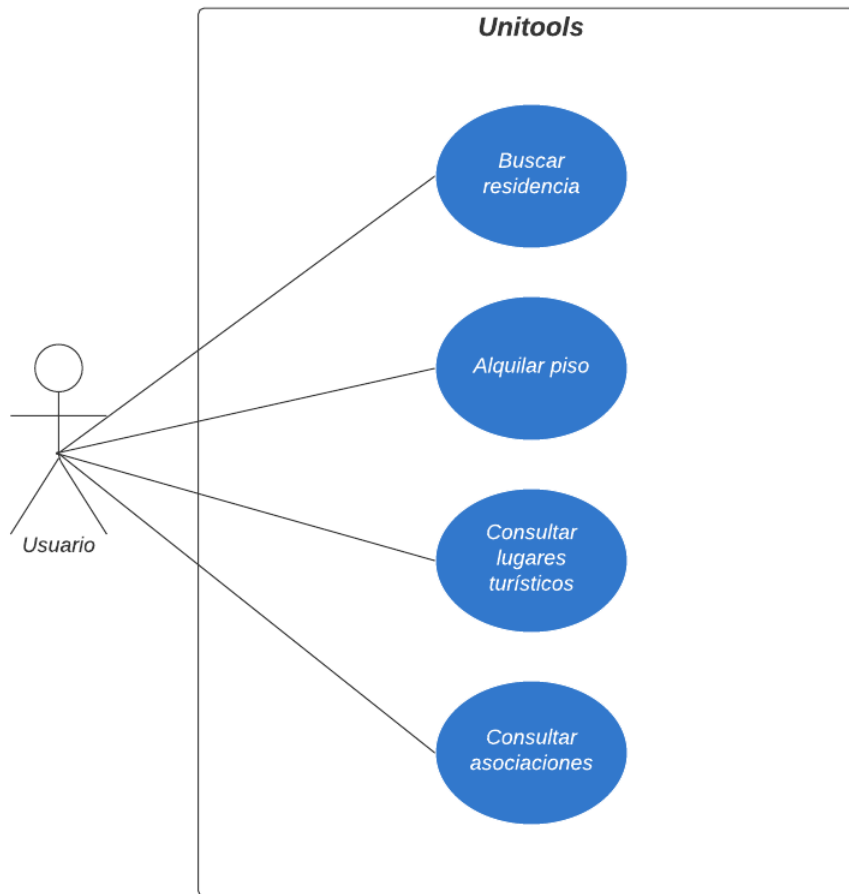 Unitools
Buscar
residencia
Alquilar piso
Usuario
Consultar
lugares
turísticos
Consultar
asociaciones